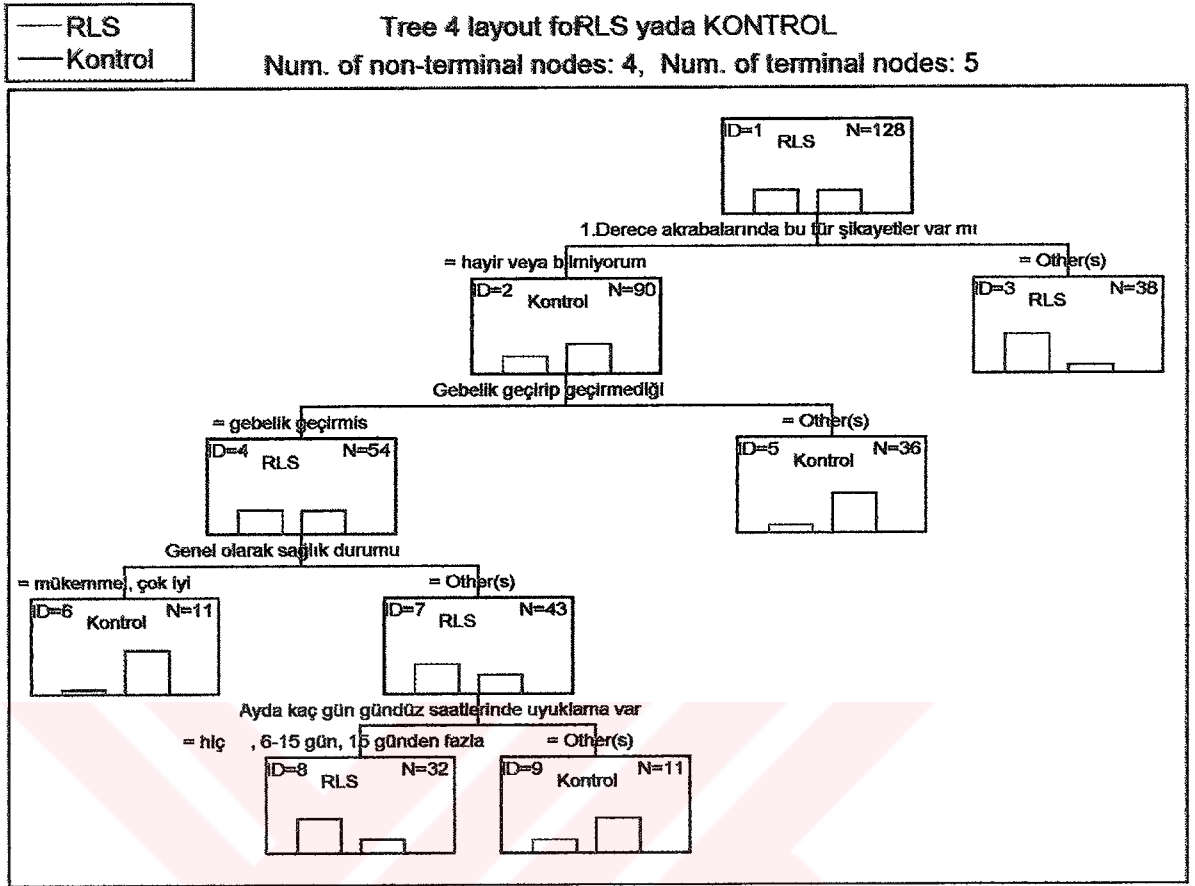 RLS
Kontrol
Tree 4 layout foRLS yada KONTROL
Num. of non-terminal nodes: 4, Num. of terminal nodes: 5
ID=1 N=128
RLS
1.Derece akrabalarında bu tür şikayetler var mı
= hayir veya bilmiyorum
= Other(s)
ID=2 N=90
Kontrol
ID=3 N=38
RLS
Gebelik geçirip geçirmediği
= gebelik geçirmis
= Other(s)
ID=4 N=54
RLS
ID=5 N=36
Kontrol
Genel olarak sağlık durumu
= mükemmel, çok iyi
= Other(s)
ID=6 N=11
Kontrol
ID=7 N=43
RLS
Ayda kaç gün gündüz saatlerinde uyuklama var
= hiç , 6-15 gün, 15 günden fazla
= Other(s)
ID=8 N=32
RLS
ID=9 N=11
Kontrol